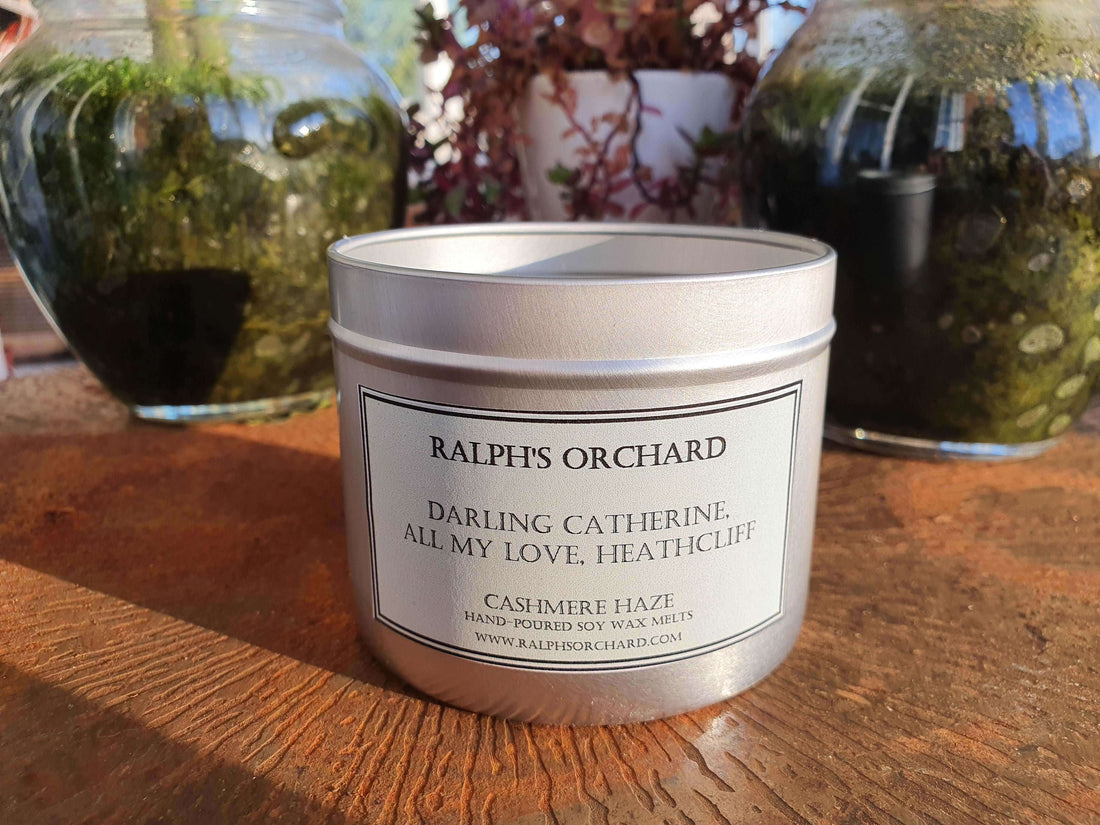 RALPH'S ORCHARD
DARLING CATHERINE,
ALL MY LOVE, HEATHCLIFF
CASHMERE HAZE
HAND-POURED SOY WAX MELTS
WWW.RALPHSORCHARD.COM